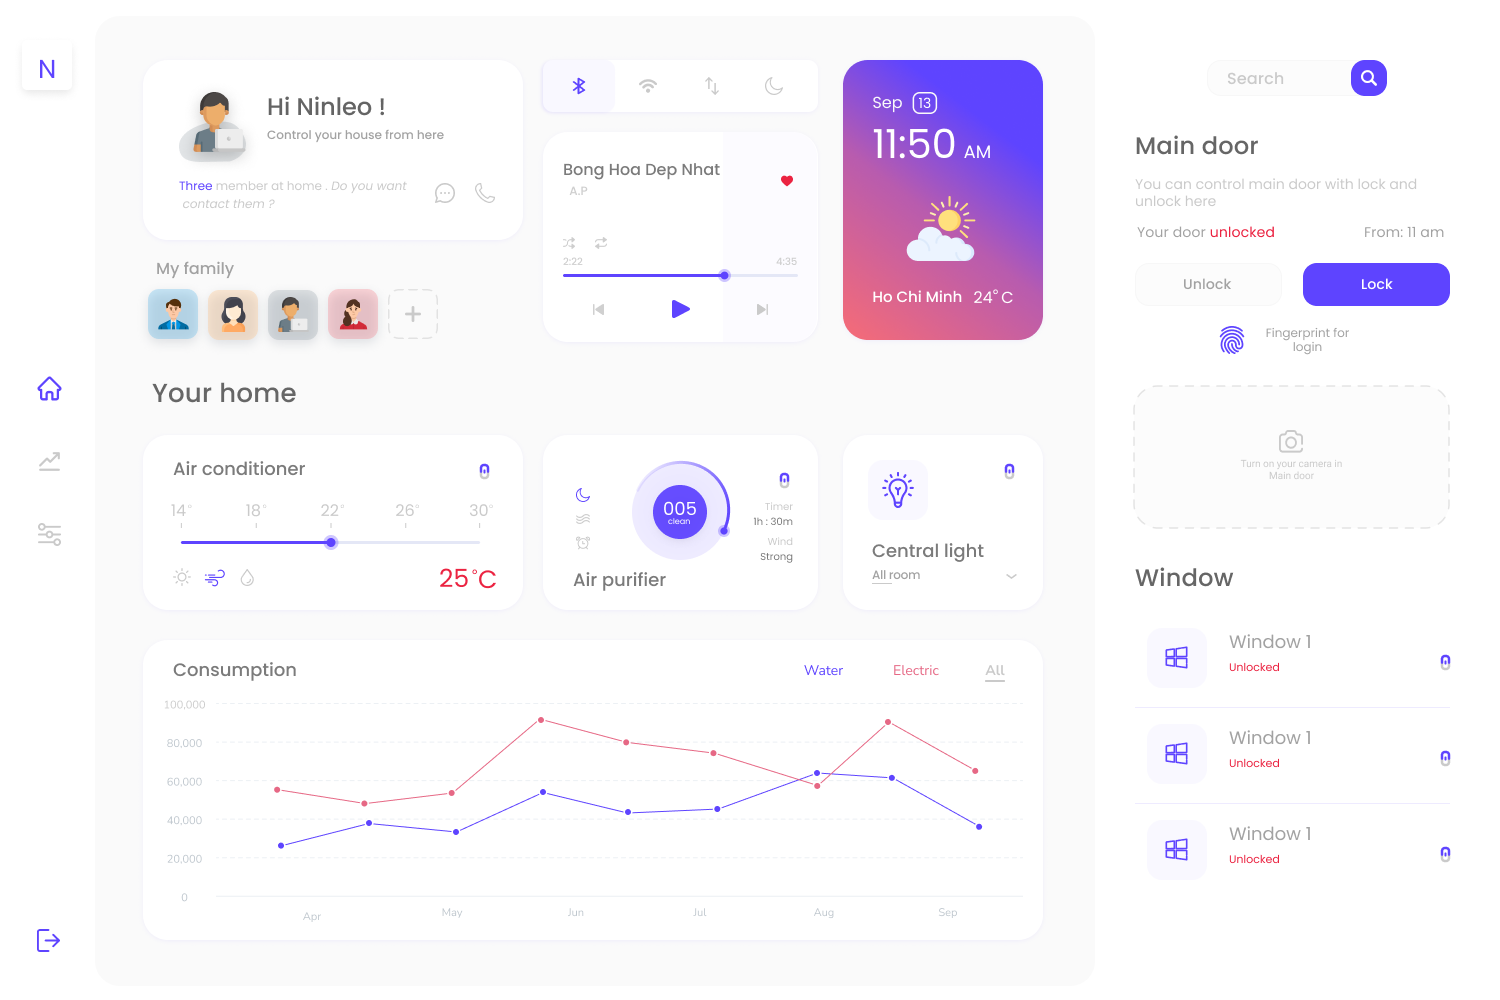 N
Hi Ninleo !
Control your house from here
Three member at home . Do you want
contact them ?
My family
Bong Hoa Dep Nhat
A.P
2:22
4:35
Sep 13
11:50 AM
Ho Chi Minh 24°C
Search
Main door
You can control main door with lock and
unlock here
Your door unlocked
From: 11 am
Unlock
Lock
Fingerprint for
login
Turn on your camera in
Main door
Your home
Air conditioner
14° 18° 22° 26° 30°
25°C
005
clean
Timer
1h : 30m
Wind
Strong
Air purifier
Central light
All room
Window
Window 1
Unlocked
Window 1
Unlocked
Window 1
Unlocked
Consumption
Water
Electric
All
100,000
80,000
60,000
40,000
20,000
0
Apr May Jun Jul Aug Sep